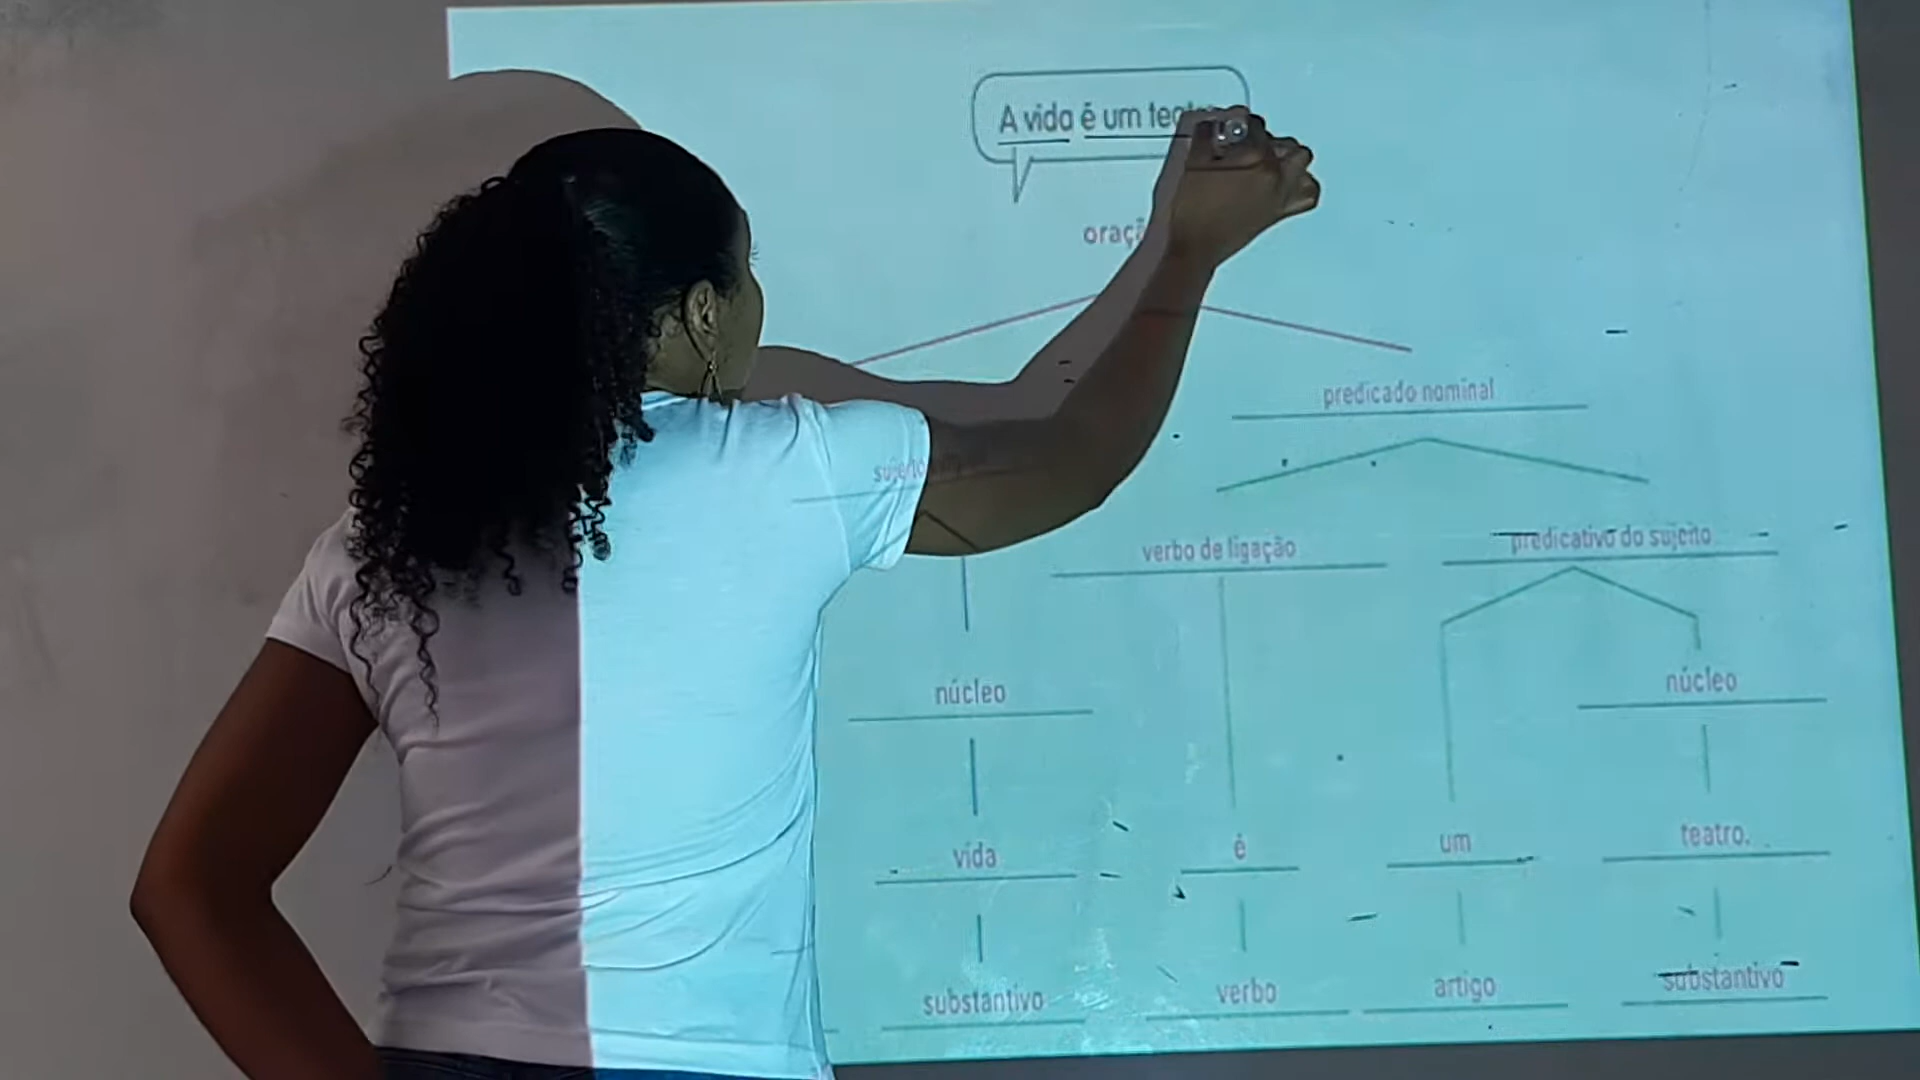 A vida é um
predicado nominal
verbo de ligação predicativo do sujeito
núcleo núcleo
vida é um teatro.
substantivo verbo artigo substantivo